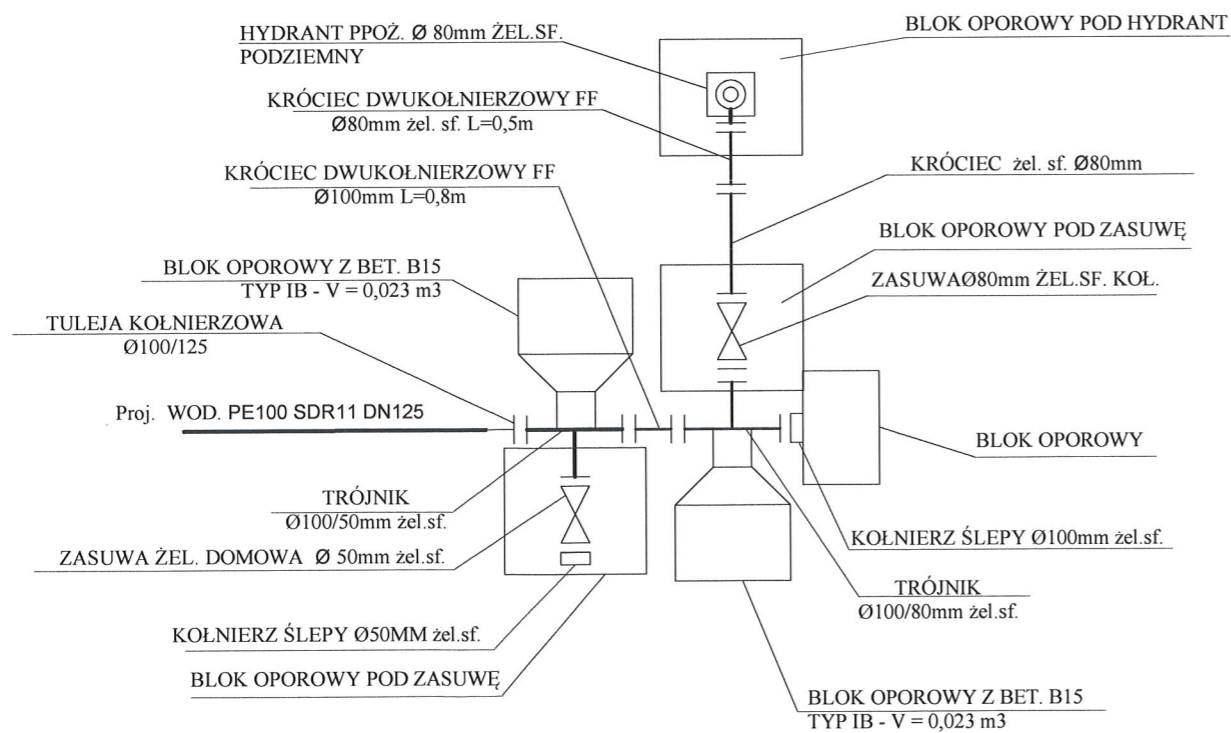 HYDRANT PPOŻ. Ø 80mm ŻEL.SF.
PODZIEMNY
BLOK OPOROWY POD HYDRANT
KRÓCIEC DWUKOŁNIERZOWY FF
Ø80mm żel. sf. L=0,5m
KRÓCIEC DWUKOŁNIERZOWY FF
Ø100mm L=0,8m
KRÓCIEC żel. sf. Ø80mm
BLOK OPOROWY POD ZASUWĘ
BLOK OPOROWY Z BET. B15
TYP IB - V = 0,023 m3
ZASUWAØ80mm ŻEL.SF. KOŁ.
TULEJA KOŁNIERZOWA
Ø100/125
Proj. WOD. PE100 SDR11 DN125
BLOK OPOROWY
TRÓJNIK
Ø100/50mm żel.sf.
KOŁNIERZ ŚLEPY Ø100mm żel.sf.
ZASUWA ŻEL. DOMOWA Ø 50mm żel.sf.
TRÓJNIK
Ø100/80mm żel.sf.
KOŁNIERZ ŚLEPY Ø50MM żel.sf.
BLOK OPOROWY POD ZASUWĘ
BLOK OPOROWY Z BET. B15
TYP IB - V = 0,023 m3